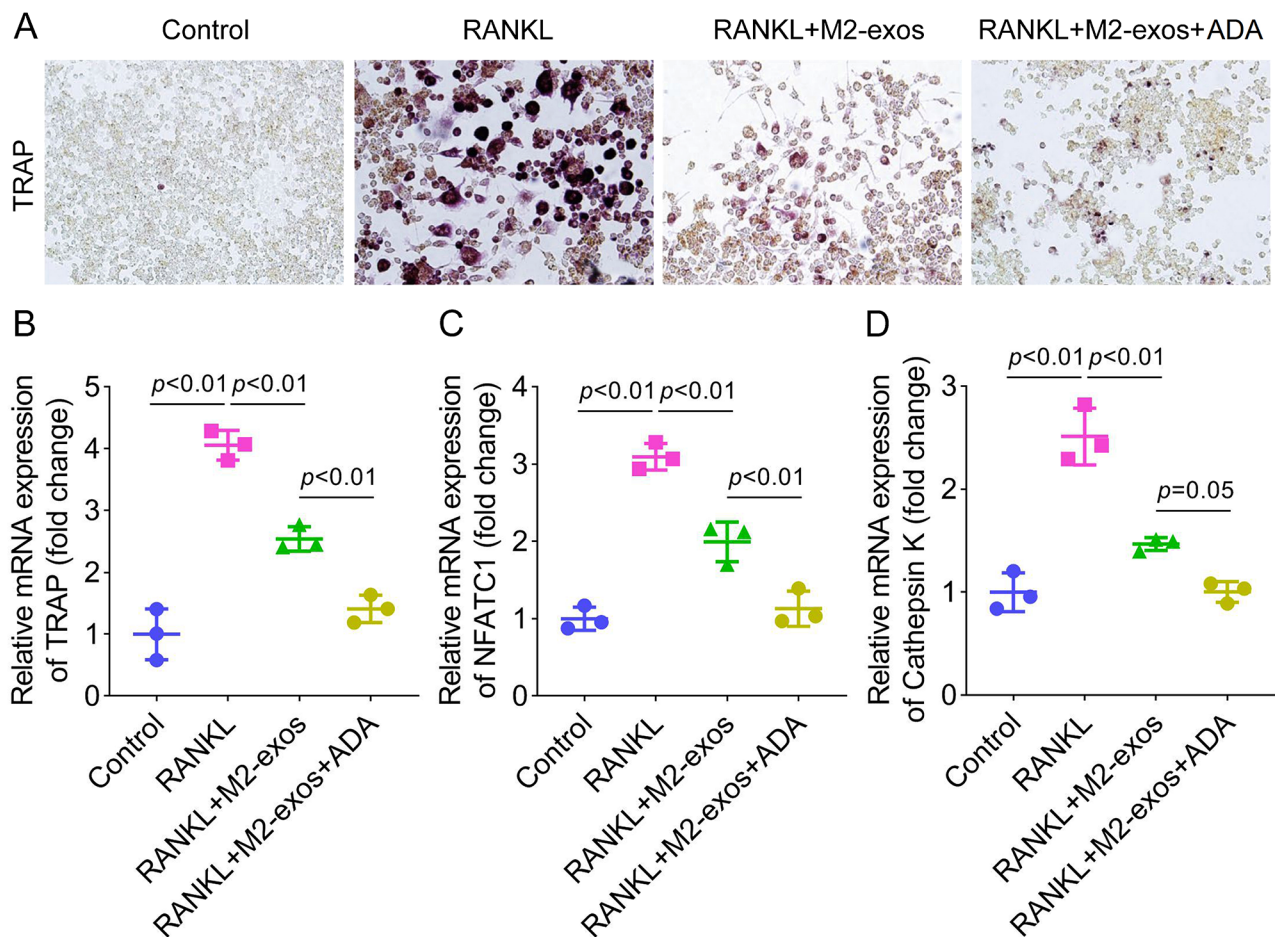 A
Control
RANKL
RANKL+M2-exos
RANKL+M2-exos+ADA
TRAP
B
Relative mRNA expression
of TRAP (fold change)
5
4
3
2
1
0
p<0.01
p<0.01
p<0.01
Control
RANKL
RANKL+M2-exos
RANKL+M2-exos+ADA
C
Relative mRNA expression
of NFATC1 (fold change)
4
3
2
1
0
p<0.01
p<0.01
p<0.01
Control
RANKL
RANKL+M2-exos
RANKL+M2-exos+ADA
D
Relative mRNA expression
of Cathepsin K (fold change)
3
2
1
0
p<0.01
p<0.01
p=0.05
Control
RANKL
RANKL+M2-exos
RANKL+M2-exos+ADA